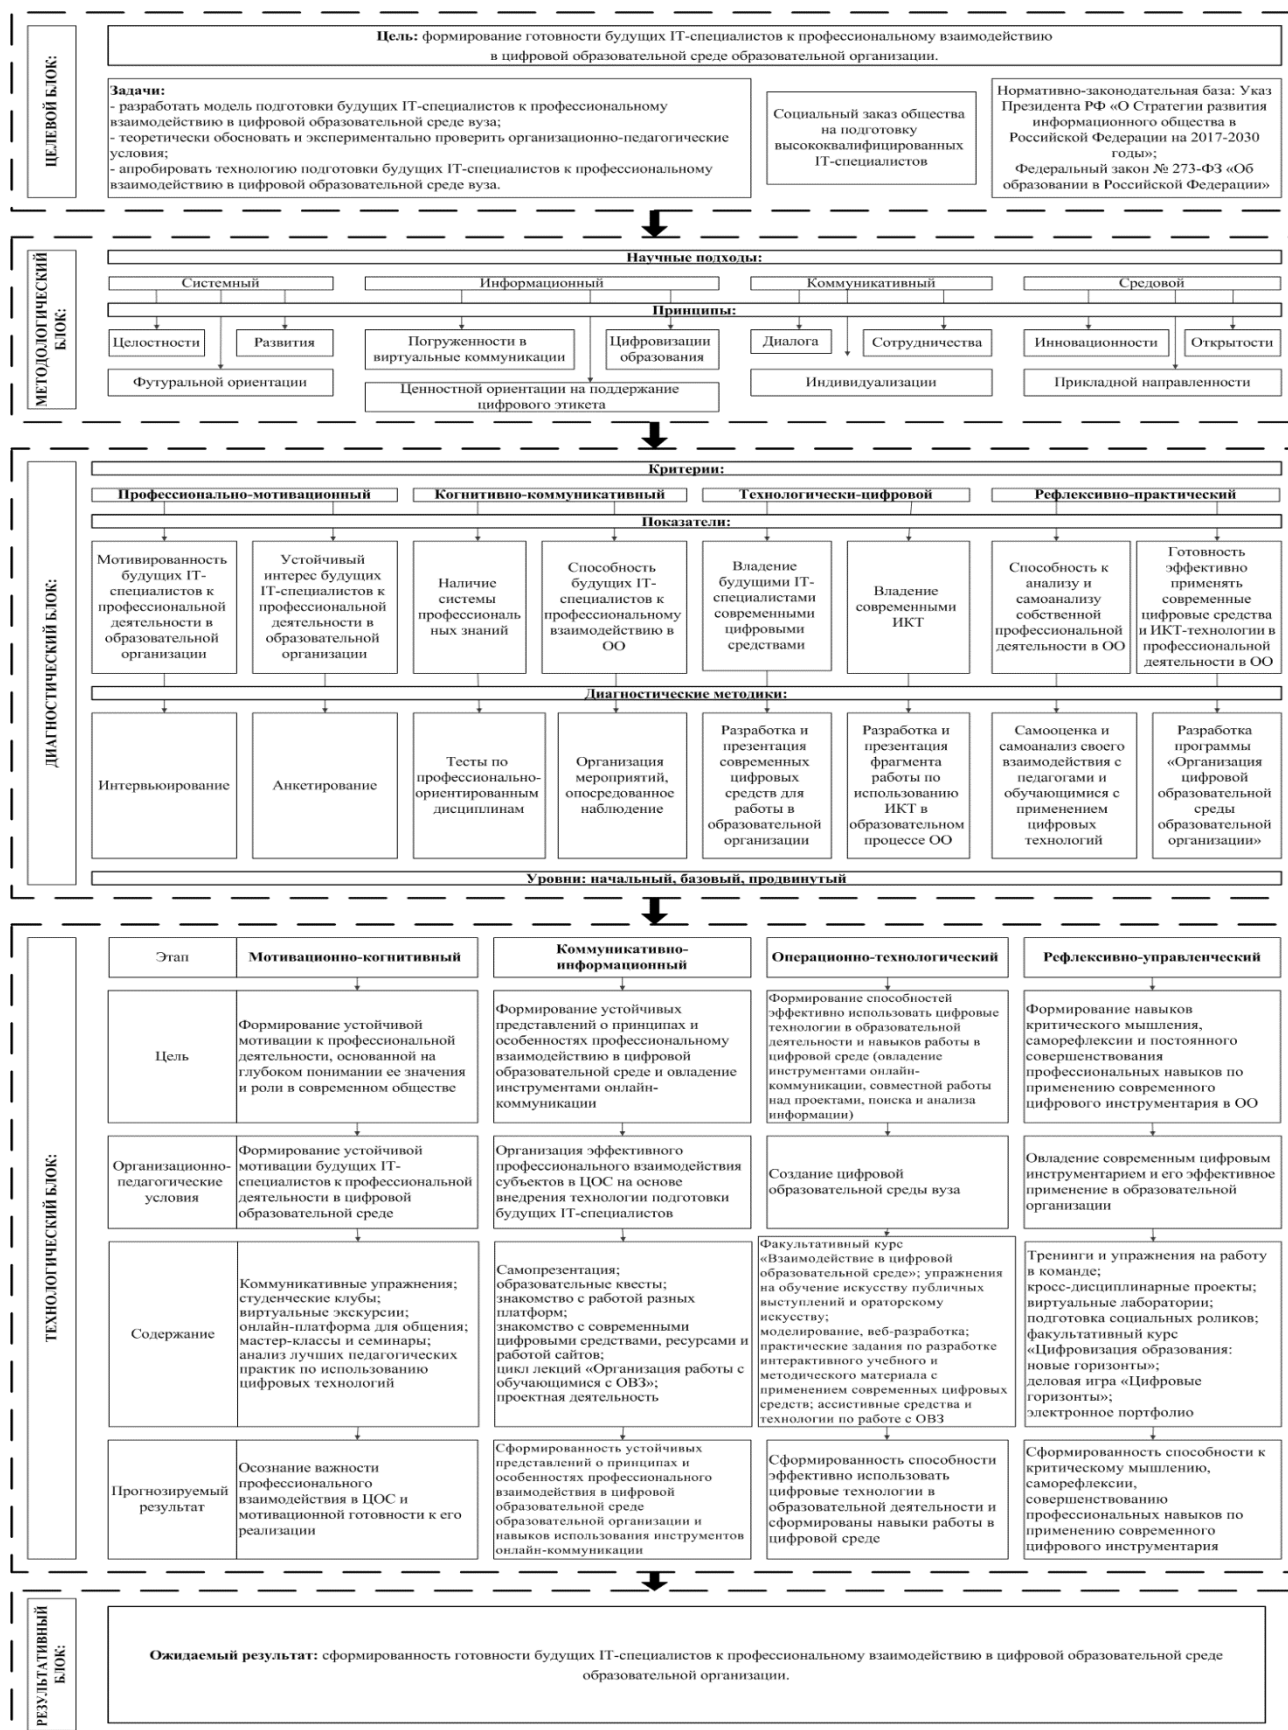 ЦЕЛЕВОЙ БЛОК:
Цель: формирование готовности будущих IT-специалистов к профессиональному взаимодействию
в цифровой образовательной среде образовательной организации.
Задачи:
- разработать модель подготовки будущих IT-специалистов к профессиональному
взаимодействию в цифровой образовательной среде вуза;
- теоретически обосновать и экспериментально проверить организационно-педагогические
условия;
- апробировать технологию подготовки будущих IT-специалистов к профессиональному
взаимодействию в цифровой образовательной среде вуза.
Социальный заказ общества
на подготовку
высококвалифицированных
IT-специалистов
Нормативно-законодательная база: Указ
Президента РФ «О Стратегии развития
информационного общества в
Российской Федерации на 2017-2030
годы»;
Федеральный закон № 273-ФЗ «Об
образовании в Российской Федерации»
МЕТОДОЛОГИЧЕСКИЙ
БЛОК:
Научные подходы:
Системный
Информационный
Коммуникативный
Средовой
Принципы:
Целостности
Развития
Погруженности в
виртуальные коммуникации
Цифровизации
образования
Диалога
Сотрудничества
Инновационности
Открытости
Футуральной ориентации
Ценностной ориентации на поддержание
цифрового этикета
Индивидуализации
Прикладной направленности
ДИАГНОСТИЧЕСКИЙ БЛОК:
Критерии:
Профессионально-мотивационный
Когнитивно-коммуникативный
Технологически-цифровой
Рефлексивно-практический
Показатели:
Мотивированность
будущих IT-
специалистов к
профессиональной
деятельности в
образовательной
организации
Устойчивый
интерес будущих
IT-специалистов к
профессиональной
деятельности в
образовательной
организации
Наличие
системы
профессиональ
ных знаний
Способность
будущих IT-
специалистов к
профессиональному
взаимодействию в
ОО
Владение
будущими IT-
специалистами
современными
цифровыми
средствами
Владение
современными
ИКТ
Способность к
анализу и
самоанализу
собственной
профессиональной
деятельности в ОО
Готовность
эффективно
применять
современные
цифровые средства
и ИКТ-технологии в
профессиональной
деятельности в ОО
Диагностические методики:
Интервьюирование
Анкетирование
Тесты по
профессионально-
ориентированным
дисциплинам
Организация
мероприятий,
опосредованное
наблюдение
Разработка и
презентация
современных
цифровых
средств для
работы в
образовательной
организации
Разработка и
презентация
фрагмента
работы по
использованию
ИКТ в
образовательном
процессе ОО
Самооценка и
самоанализ своего
взаимодействия с
педагогами и
обучающимися с
применением
цифровых
технологий
Разработка
программы
«Организация
цифровой
образовательной
среды
образовательной
организации»
Уровни: начальный, базовый, продвинутый
ТЕХНОЛОГИЧЕСКИЙ БЛОК:
Этап
Мотивационно-когнитивный
Коммуникативно-
информационный
Операционно-технологический
Рефлексивно-управленческий
Цель
Формирование устойчивой
мотивации к профессиональной
деятельности, основанной на
глубоком понимании ее значения
и роли в современном обществе
Формирование устойчивых
представлений о принципах и
особенностях профессиональному
взаимодействию в цифровой
образовательной среде и овладение
инструментами онлайн-
коммуникации
Формирование способностей
эффективно использовать цифровые
технологии в образовательной
деятельности и навыков работы в
цифровой среде (овладение
инструментами онлайн-
коммуникации, совместной работы
над проектами, поиска и анализа
информации)
Формирование навыков
критического мышления,
саморефлексии и постоянного
совершенствования
профессиональных навыков по
применению современного
цифрового инструментария в ОО
Организационно-
педагогические
условия
Формирование устойчивой
мотивации будущих IT-
специалистов к профессиональной
деятельности в цифровой
образовательной среде
Организация эффективного
профессионального взаимодействия
субъектов в ЦОС на основе
внедрения технологии подготовки
будущих IT-специалистов
Создание цифровой
образовательной среды вуза
Овладение современным цифровым
инструментарием и его эффективное
применение в образовательной
организации
Содержание
Коммуникативные упражнения;
студенческие клубы;
виртуальные экскурсии;
онлайн-платформа для общения;
мастер-классы и семинары;
анализ лучших педагогических
практик по использованию
цифровых технологий
Самопрезентация;
образовательные квесты;
знакомство с работой разных
платформ;
знакомство с современными
цифровыми средствами, ресурсами и
работой сайтов;
цикл лекций «Организация работы с
обучающимися с ОВЗ»;
проектная деятельность
Факультативный курс
«Взаимодействие в цифровой
образовательной среде»; упражнения
на обучение искусству публичных
выступлений и ораторскому
искусству;
моделирование, веб-разработка;
практические задания по разработке
интерактивного учебного и
методического материала с
применением современных цифровых
средств; ассистивные средства и
технологии по работе с ОВЗ
Тренинги и упражнения на работу
в команде;
кросс-дисциплинарные проекты;
виртуальные лаборатории;
подготовка социальных роликов;
факультативный курс
«Цифровизация образования:
новые горизонты»;
деловая игра «Цифровые
горизонты»;
электронное портфолио
Прогнозируемый
результат
Осознание важности
профессионального
взаимодействия в ЦОС и
мотивационной готовности к его
реализации
Сформированность устойчивых
представлений о принципах и
особенностях профессионального
взаимодействия в цифровой
образовательной среде
образовательной организации
и навыков использования инструментов
онлайн-коммуникации
Сформированность способности
эффективно использовать
цифровые технологии в
образовательной деятельности и
сформированы навыки работы в
цифровой среде
Сформированность способности к
критическому мышлению,
саморефлексии,
совершенствованию
профессиональных навыков по
применению современного
цифрового инструментария
РЕЗУЛЬТАТИВНЫЙ
БЛОК:
Ожидаемый результат: сформированность готовности будущих IT-специалистов к профессиональному взаимодействию в цифровой образовательной среде
образовательной организации.